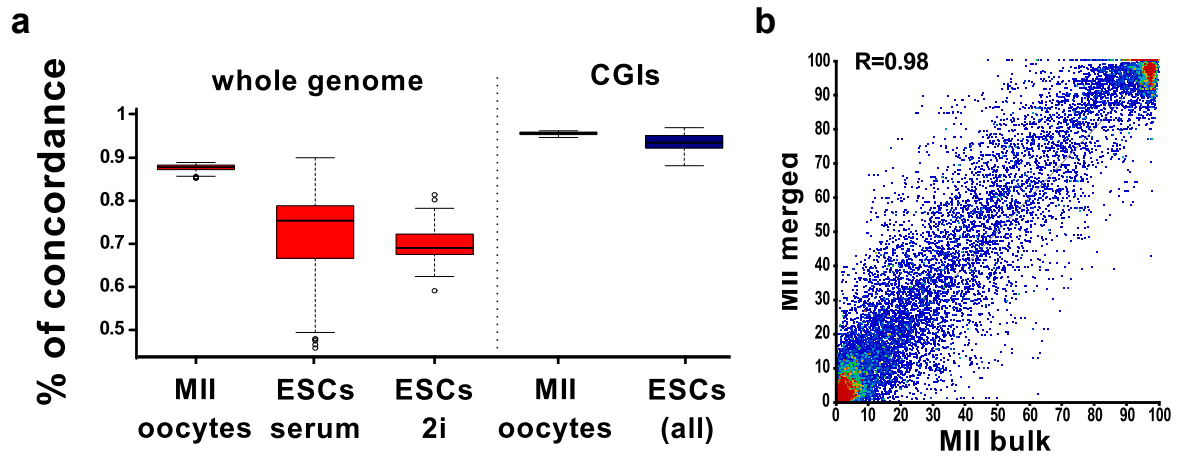 a
whole genome
CGIs
% of concordance
1
0.9
0.8
0.7
0.6
0.5
MII oocytes
ESCs serum
ESCs 2i
MII oocytes
ESCs (all)
b
R=0.98
MII merged
100
90
80
70
60
50
40
30
20
10
0
0 10 20 30 40 50 60 70 80 90 100
MII bulk